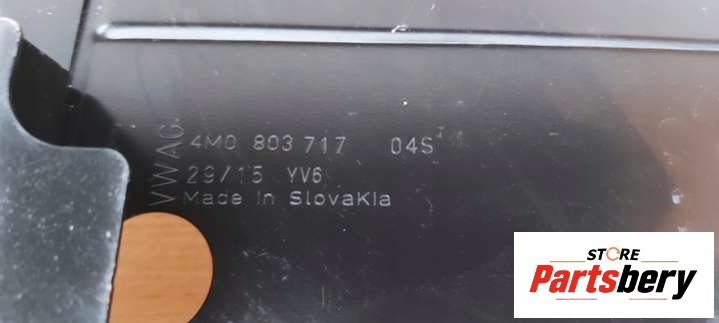 VWAG
4M0 803 717 04S
29/15 YV6
Made in Slovakia
STORE
Partsbery